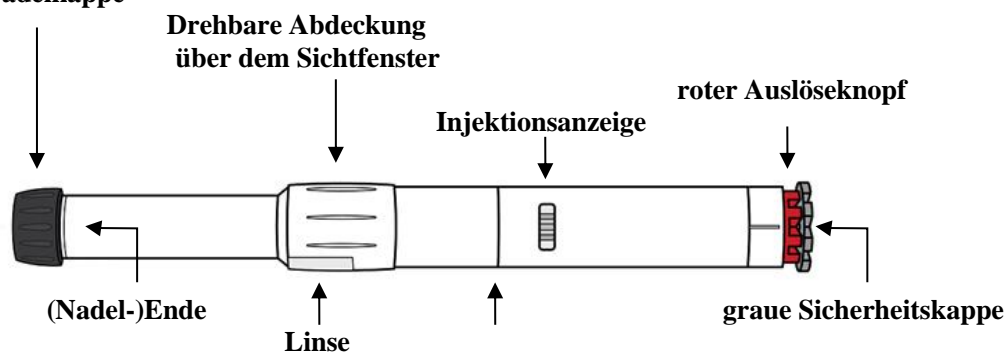 Drehbare Abdeckung
über dem Sichtfenster
roter Auslöseknopf
Injektionsanzeige
(Nadel-)Ende
graue Sicherheitskappe
Linse